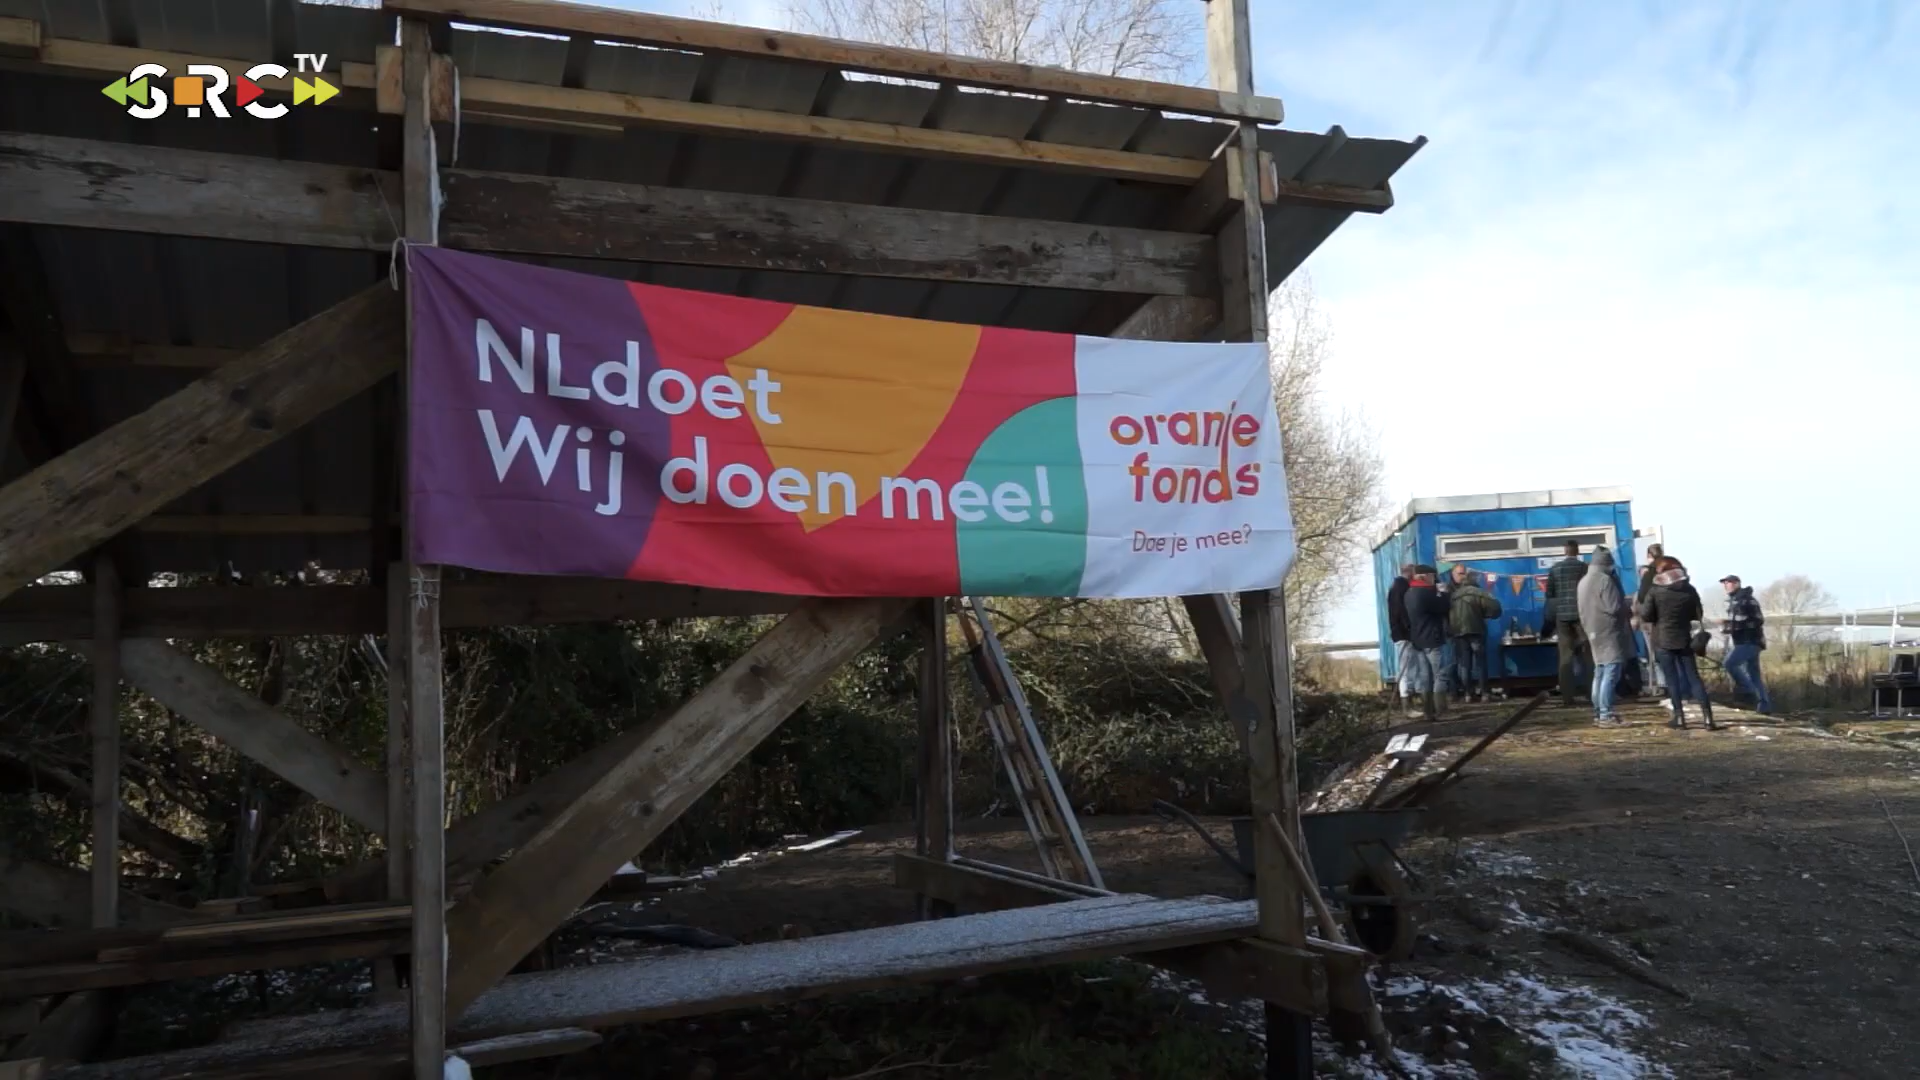 SRC TV
NLdoet
Wij doen mee!
oranje
fonds
Doe je mee?